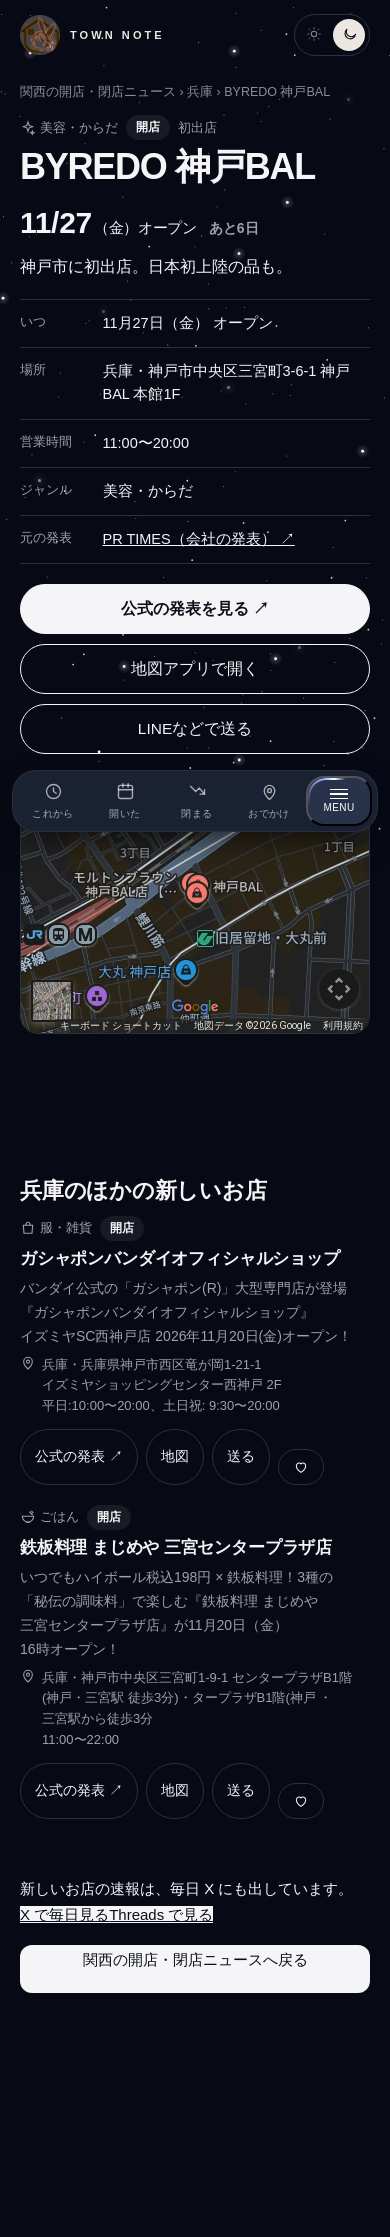 TOWN NOTE
関西の開店・閉店ニュース › 兵庫 › BYREDO 神戸BAL
美容・からだ 開店 初出店
BYREDO 神戸BAL
11/27（金）オープン あと6日
神戸市に初出店。日本初上陸の品も。
いつ 11月27日（金） オープン
場所 兵庫・神戸市中央区三宮町3-6-1 神戸
BAL 本館1F
営業時間 11:00〜20:00
ジャンル 美容・からだ
元の発表 PR TIMES（会社の発表） ↗
公式の発表を見る ↗
地図アプリで開く
LINEなどで送る
これから 開いた 閉まる おでかけ MENU
3丁目
1丁目
モルトンブラウン
神戸BAL店 【…
神戸BAL
鯉川筋
JR
M
旧居留地・大丸前
幹線
大丸 神戸店
町
南京東路
Google
キーボード ショートカット 地図データ ©2026 Google 利用規約
兵庫のほかの新しいお店
服・雑貨 開店
ガシャポンバンダイオフィシャルショップ
バンダイ公式の「ガシャポン(R)」大型専門店が登場
『ガシャポンバンダイオフィシャルショップ』
イズミヤSC西神戸店 2026年11月20日(金)オープン！
兵庫・兵庫県神戸市西区竜が岡1-21-1
イズミヤショッピングセンター西神戸 2F
平日:10:00〜20:00、土日祝: 9:30〜20:00
公式の発表 ↗ 地図 送る
ごはん 開店
鉄板料理 まじめや 三宮センタープラザ店
いつでもハイボール税込198円 × 鉄板料理！3種の
「秘伝の調味料」で楽しむ『鉄板料理 まじめや
三宮センタープラザ店』が11月20日（金）
16時オープン！
兵庫・神戸市中央区三宮町1-9-1 センタープラザB1階
(神戸・三宮駅 徒歩3分)・タープラザB1階(神戸 ・
三宮駅から徒歩3分
11:00〜22:00
公式の発表 ↗ 地図 送る
新しいお店の速報は、毎日 X にも出しています。
X で毎日見るThreads で見る
関西の開店・閉店ニュースへ戻る